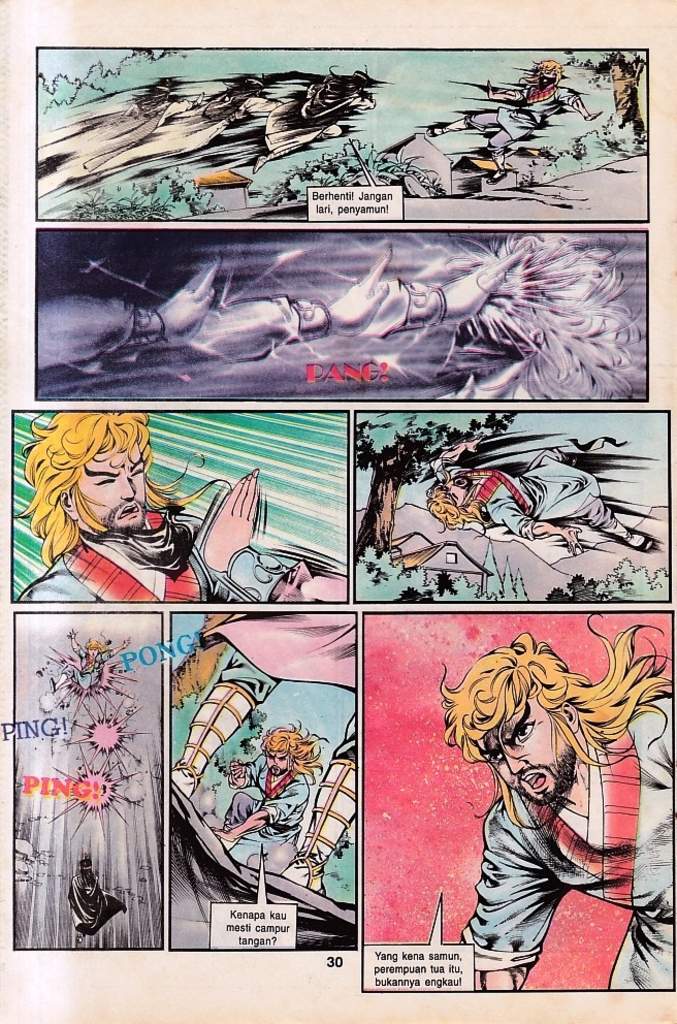 Berhenti! Jangan
lari, penyamun!
PANG!
PONG!
PING!
PING!
Kenapa kau
mesti campur
tangan?
Yang kena samun,
perempuan tua itu,
bukannya engkau!
30